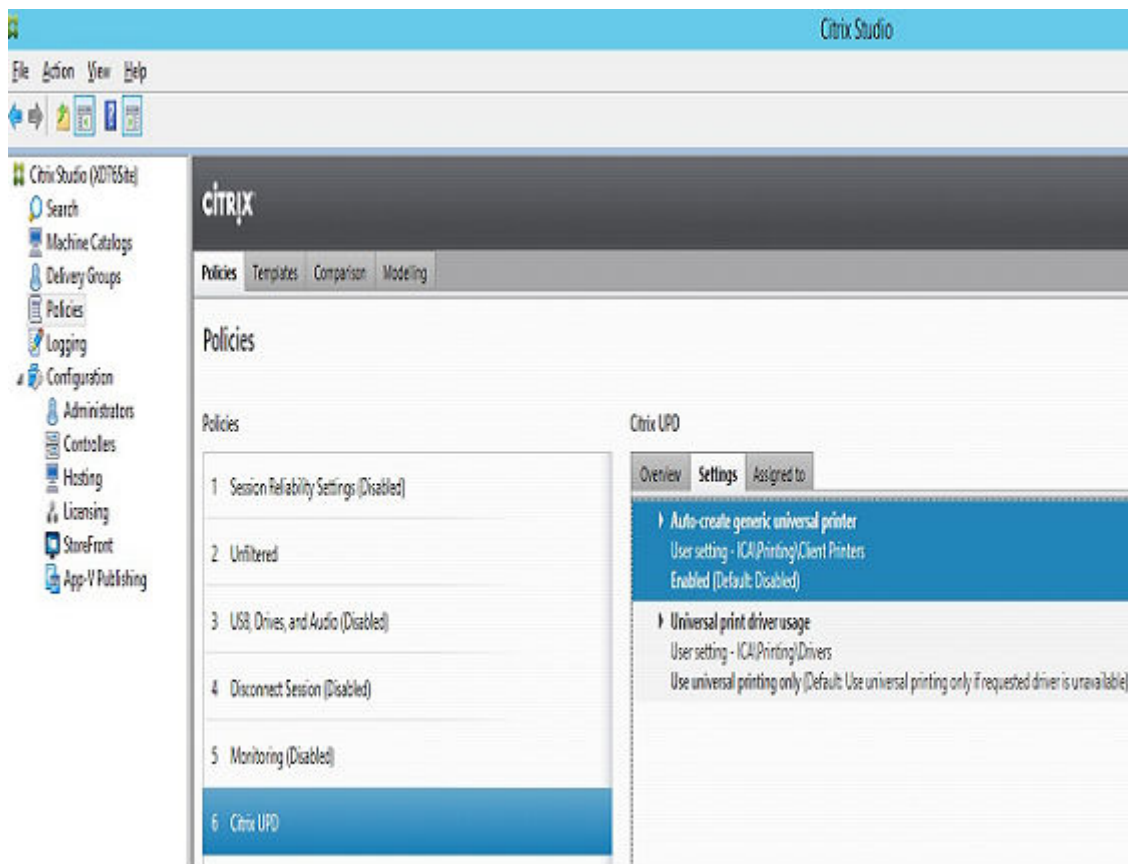 Citrix Studio
File Action View Help
Citrix Studio (XD76Site)
Search
Machine Catalogs
Delivery Groups
Policies
Logging
Configuration
Administrators
Controllers
Hosting
Licensing
StoreFront
App-V Publishing
CİTRIX
Policies Templates Comparison Modeling
Policies
Policies
1 Session Reliability Settings (Disabled)
2 Unfiltered
3 USB, Drives, and Audio (Disabled)
4 Disconnect Session (Disabled)
5 Monitoring (Disabled)
6 Citrix UPD
Citrix UPD
Overview Settings Assigned to
Auto-create generic universal printer
User setting - ICA\Printing\Client Printers
Enabled (Default: Disabled)
Universal print driver usage
User setting - ICA\Printing\Drivers
Use universal printing only (Default: Use universal printing only if requested driver is unavailable)